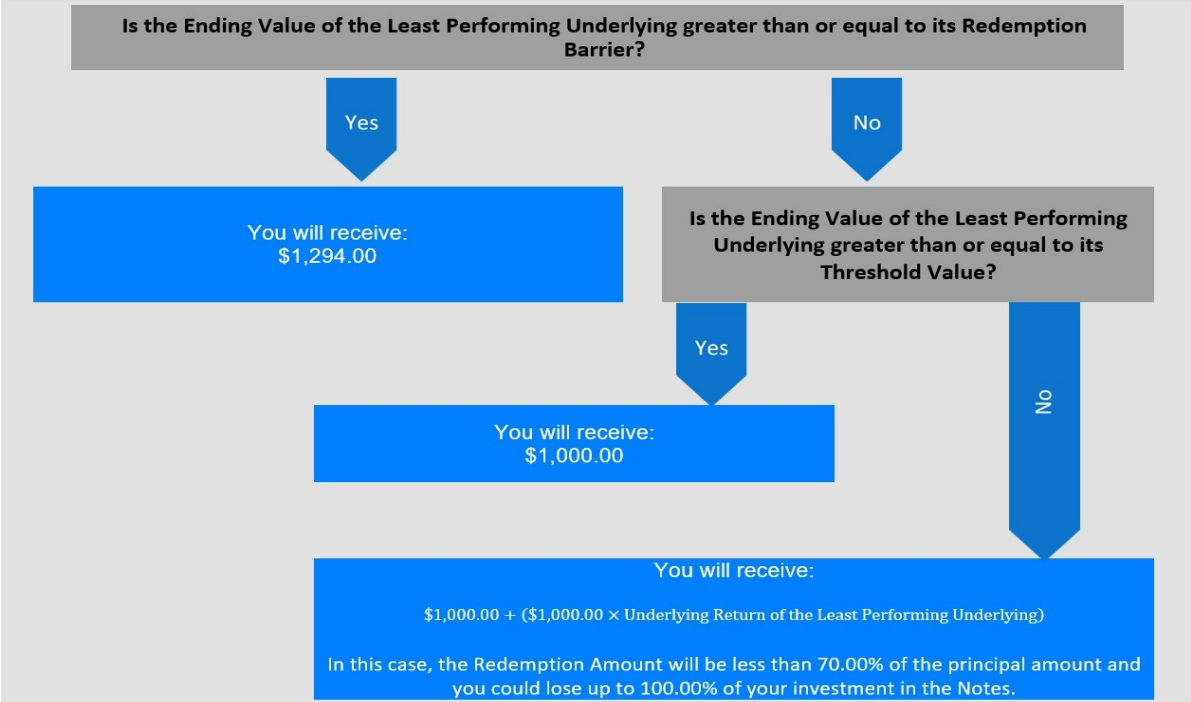 Is the Ending Value of the Least Performing Underlying greater than or equal to its Redemption
Barrier?
Yes
No
You will receive:
$1,294.00
Is the Ending Value of the Least Performing
Underlying greater than or equal to its
Threshold Value?
Yes
No
You will receive:
$1,000.00
You will receive:
$1,000.00 + ($1,000.00 × Underlying Return of the Least Performing Underlying)
In this case, the Redemption Amount will be less than 70.00% of the principal amount and
you could lose up to 100.00% of your investment in the Notes.